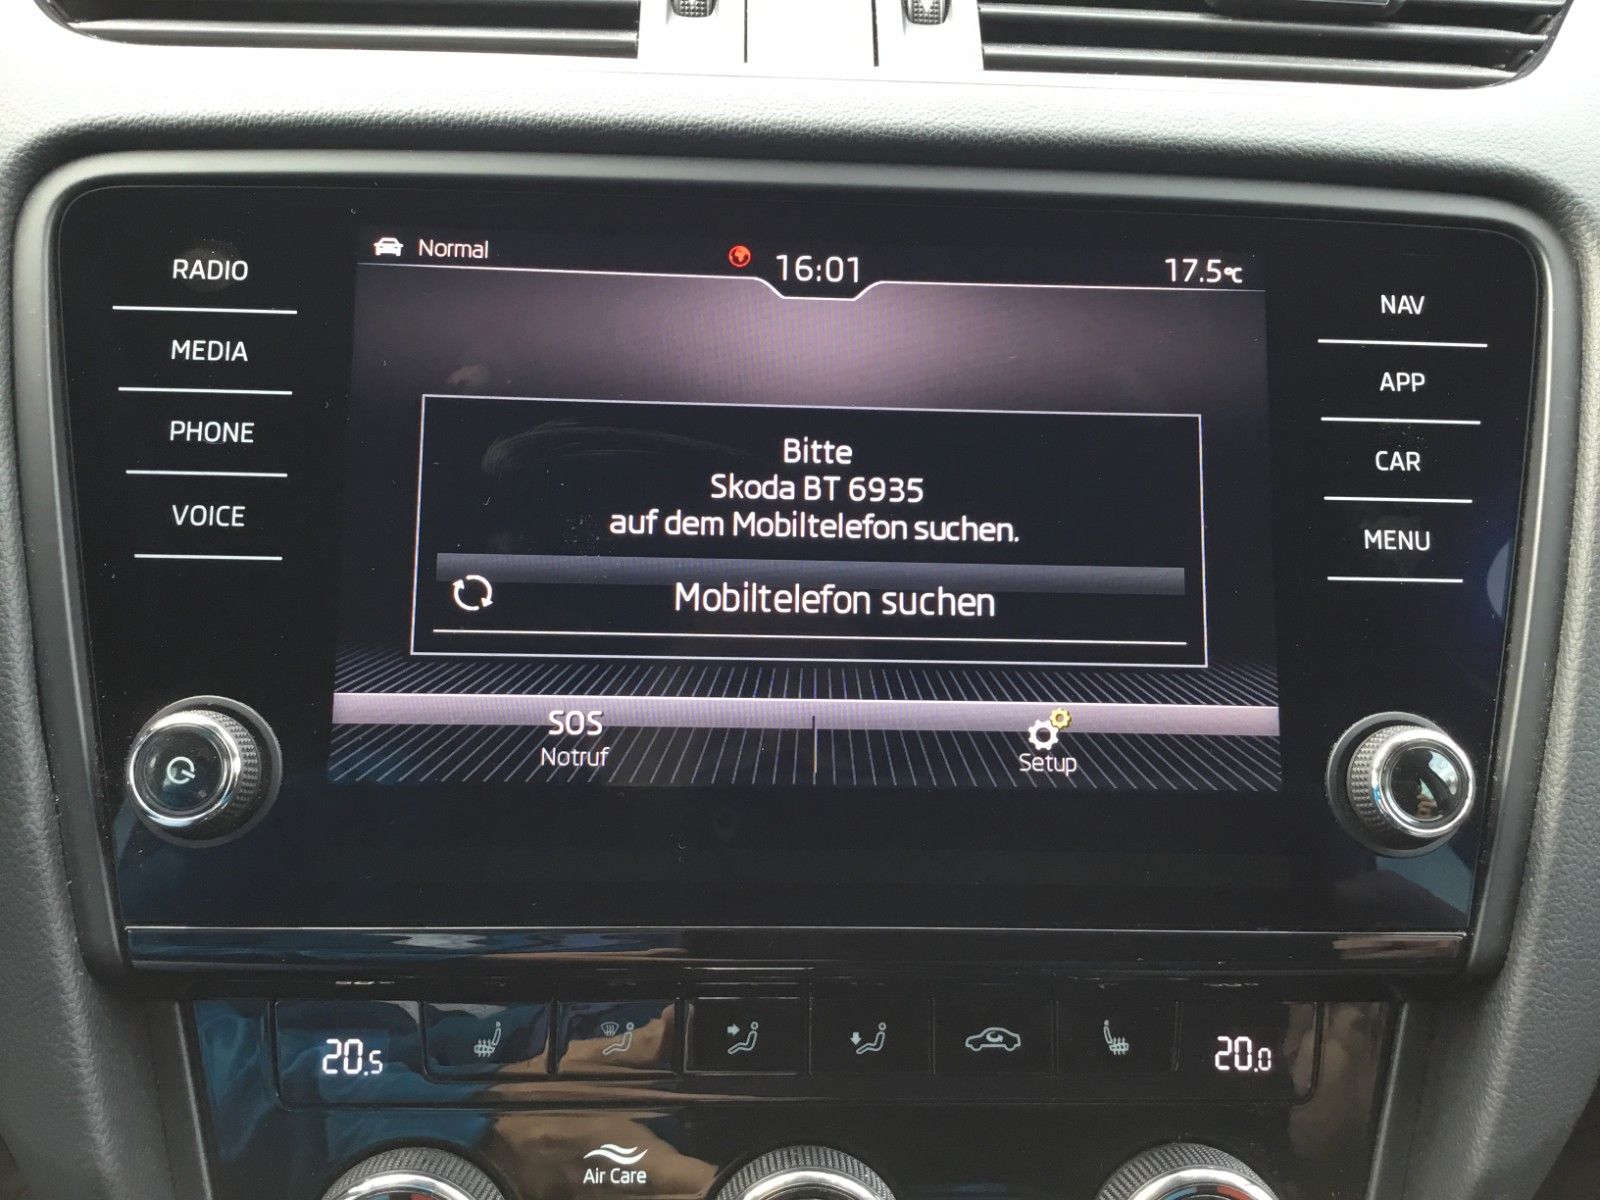 Normal
16:01
17.5°C
RADIO
MEDIA
PHONE
VOICE
NAV
APP
CAR
MENU
Bitte
Skoda BT 6935
auf dem Mobiltelefon suchen.
Mobiltelefon suchen
SOS
Notruf
Setup
20.5
20.0
Air Care